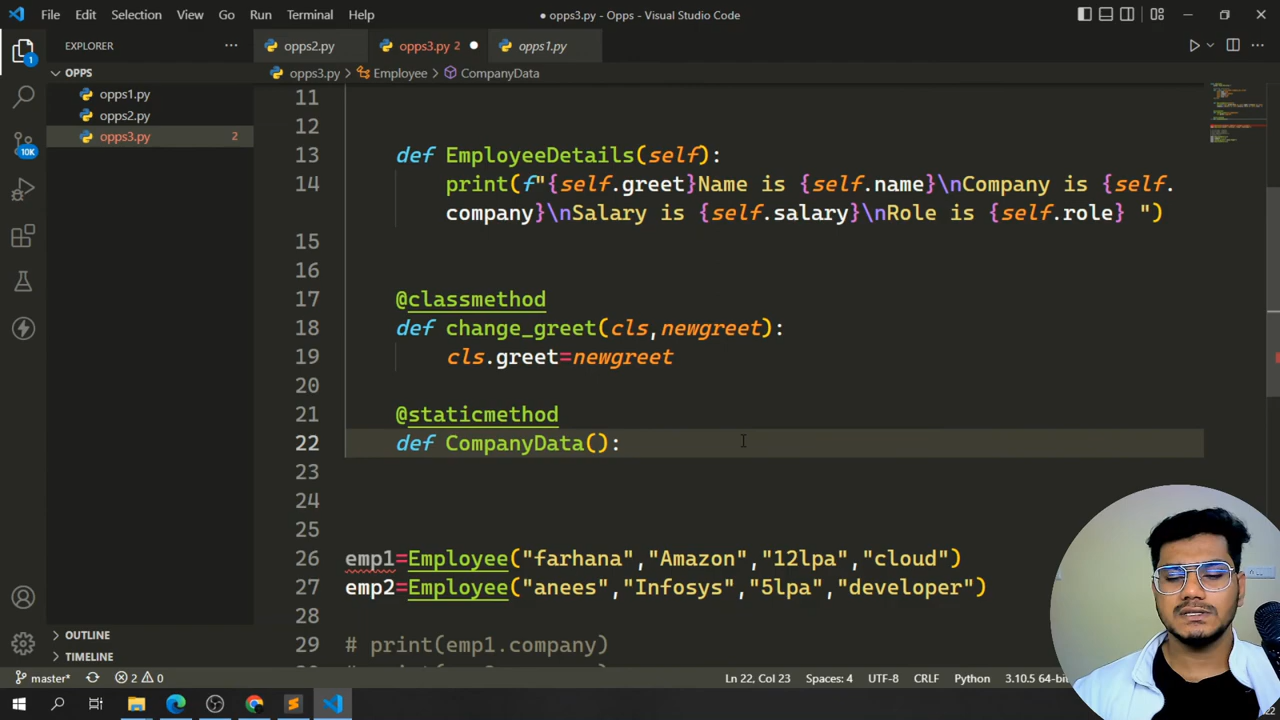 File Edit Selection View Go Run Terminal Help
● opps3.py - Opps - Visual Studio Code
EXPLORER ···
opps2.py opps3.py 2 ● opps1.py
opps3.py > Employee > CompanyData
OPPS
opps1.py
opps2.py
opps3.py 2
1
10K
11
12
13 def EmployeeDetails(self):
14 print(f"{self.greet}Name is {self.name}\nCompany is {self.
company}\nSalary is {self.salary}\nRole is {self.role} ")
15
16
17 @classmethod
18 def change_greet(cls,newgreet):
19 cls.greet=newgreet
20
21 @staticmethod
22 def CompanyData():
23
24
25
26 emp1=Employee("farhana","Amazon","12lpa","cloud")
27 emp2=Employee("anees","Infosys","5lpa","developer")
28
29 # print(emp1.company)
OUTLINE
TIMELINE
master* 2 0 Ln 22, Col 23 Spaces: 4 UTF-8 CRLF Python 3.10.5 64-bit